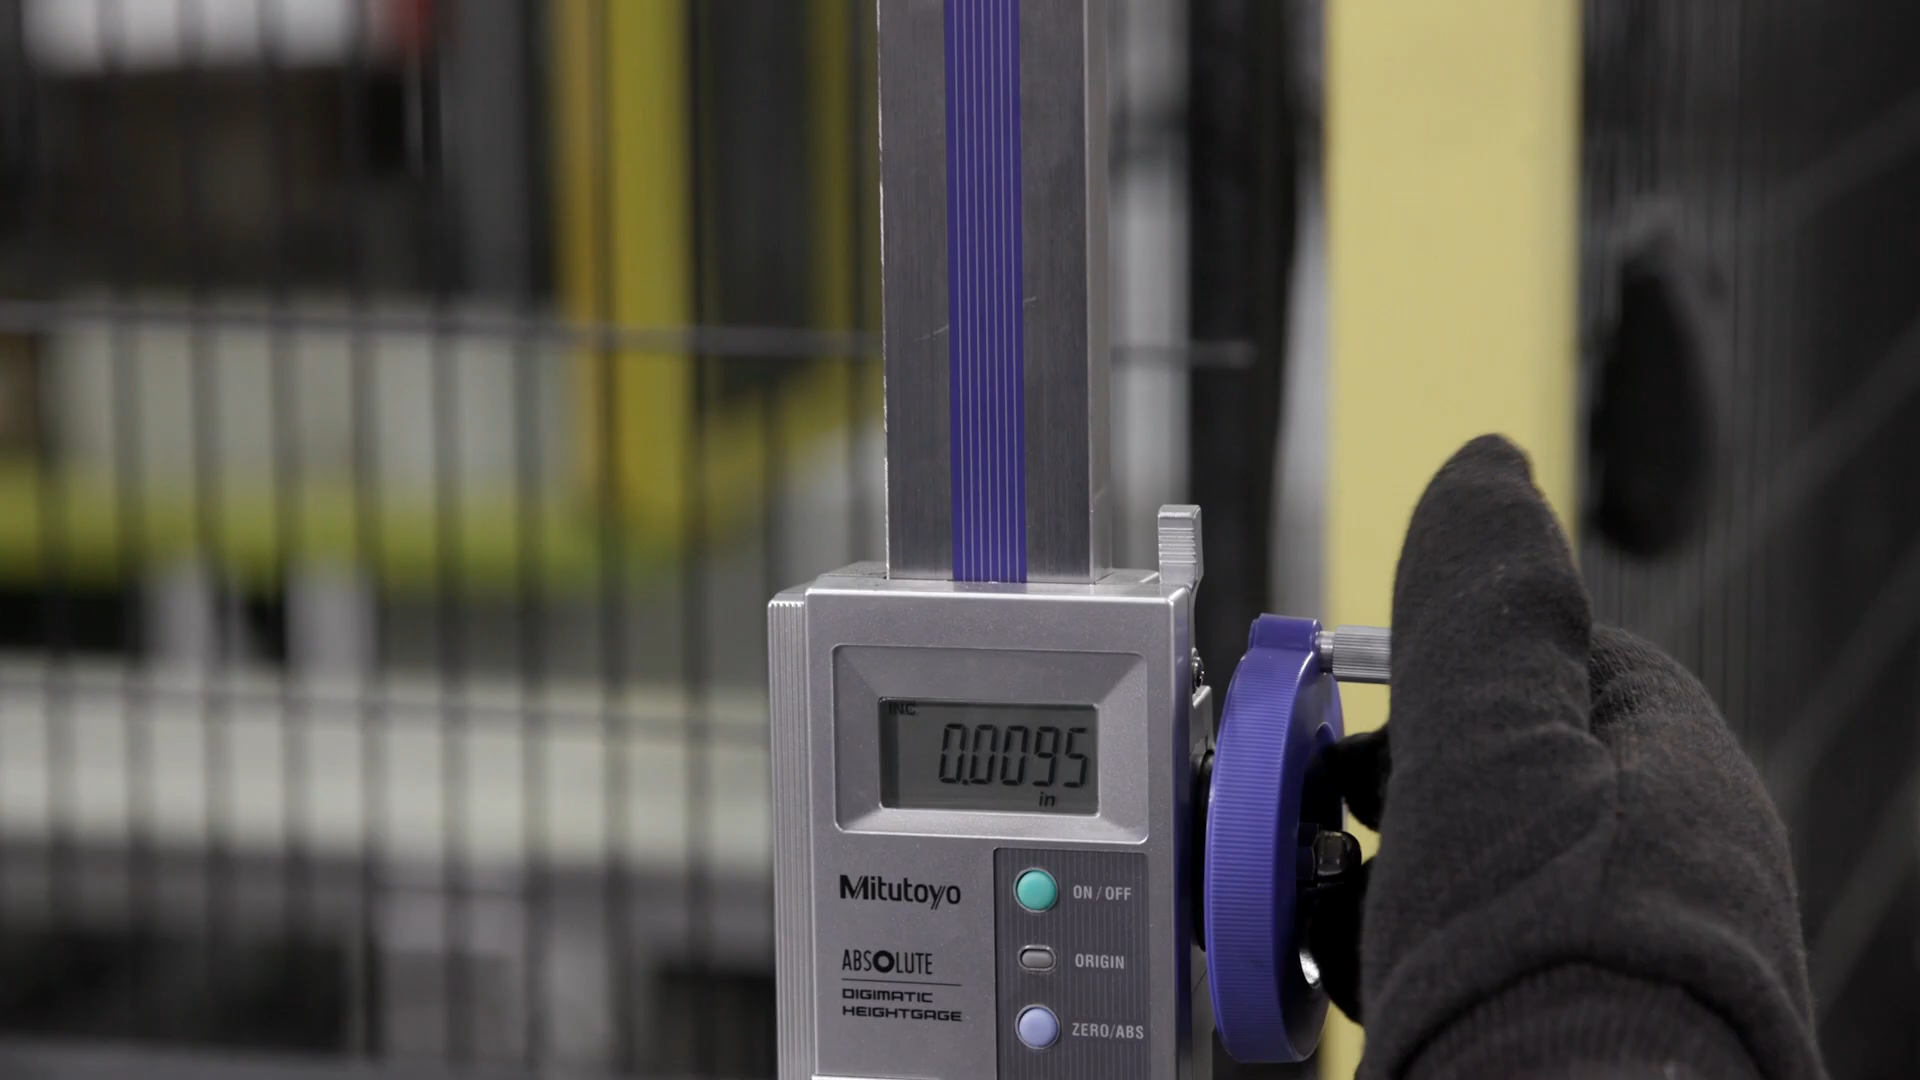 INC
0.0095
in
Mitutoyo
ON/OFF
ABSOLUTE
ORIGIN
DIGIMATIC
HEIGHTGAGE
ZERO/ABS